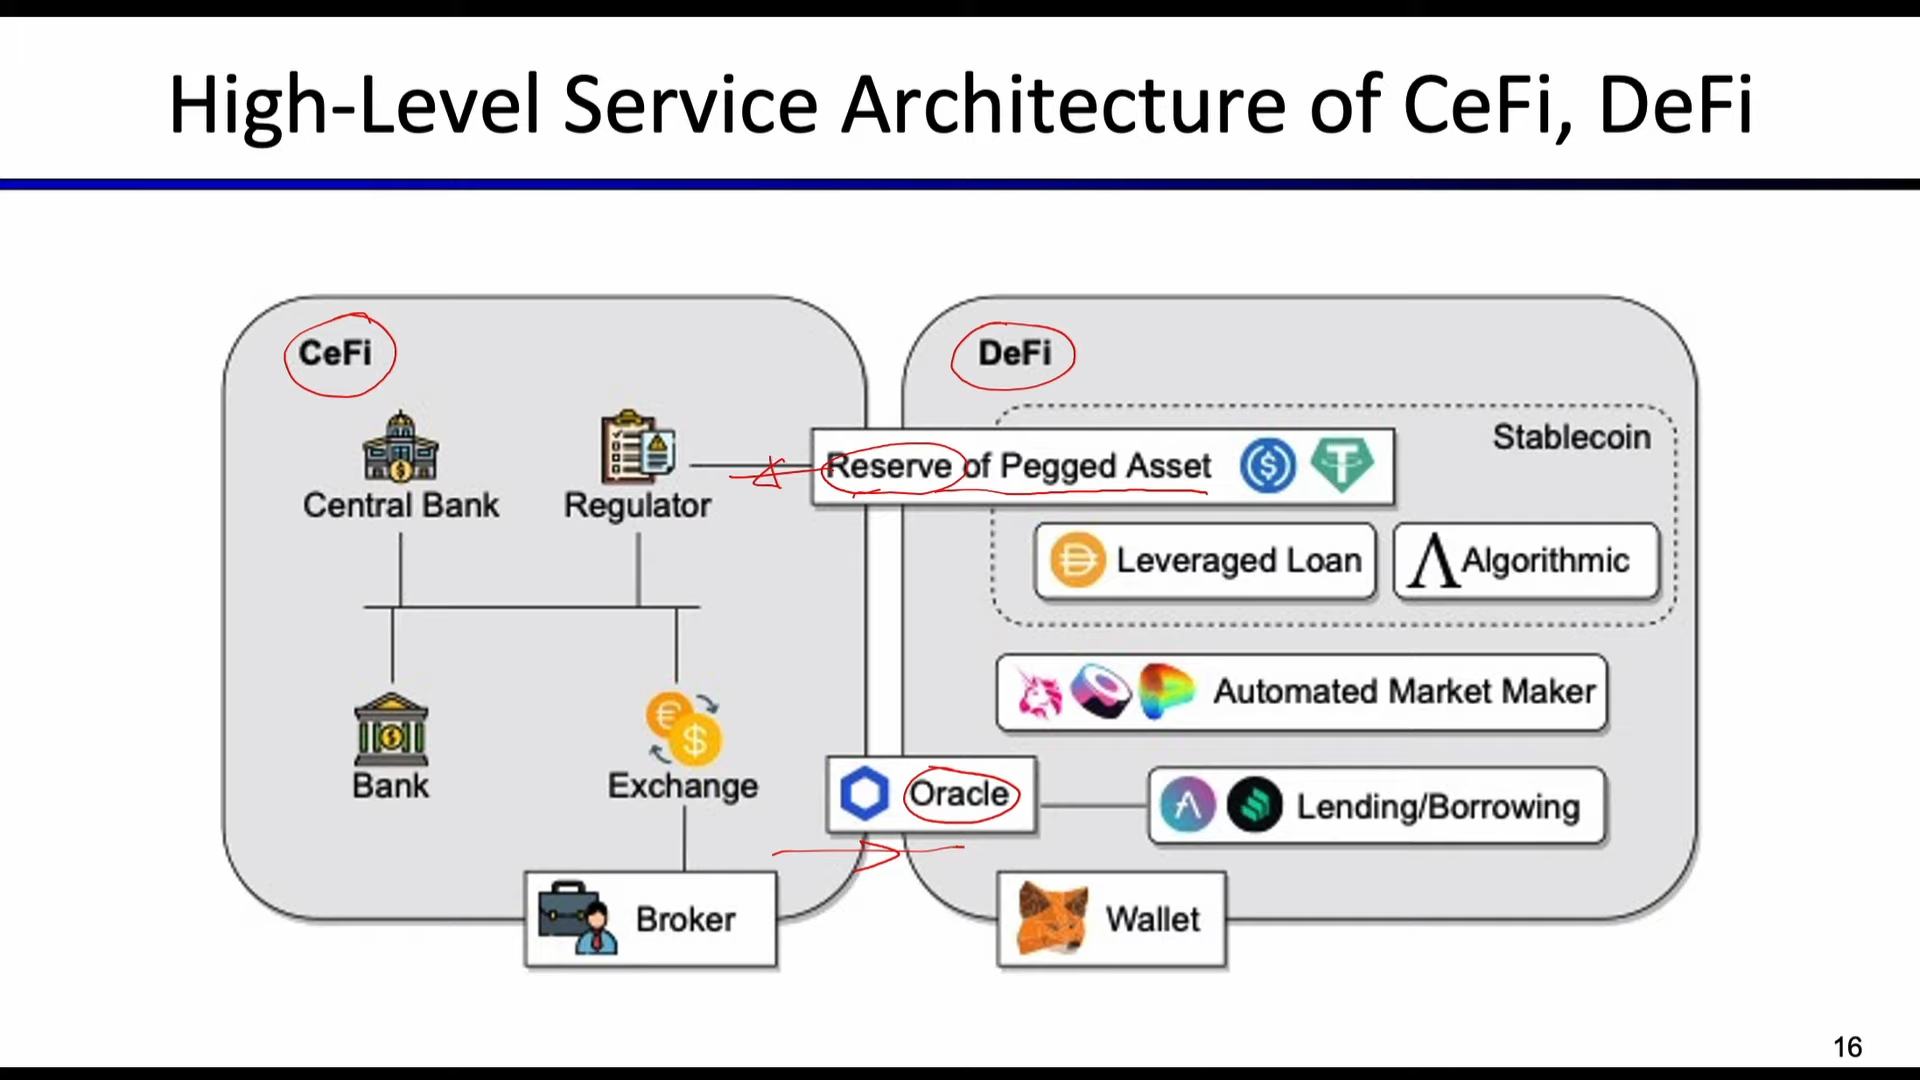 High-Level Service Architecture of CeFi, DeFi
CeFi
DeFi
Central Bank
Regulator
Reserve of Pegged Asset
Stablecoin
Leveraged Loan
Algorithmic
Automated Market Maker
Bank
Exchange
Oracle
Lending/Borrowing
Broker
Wallet
16